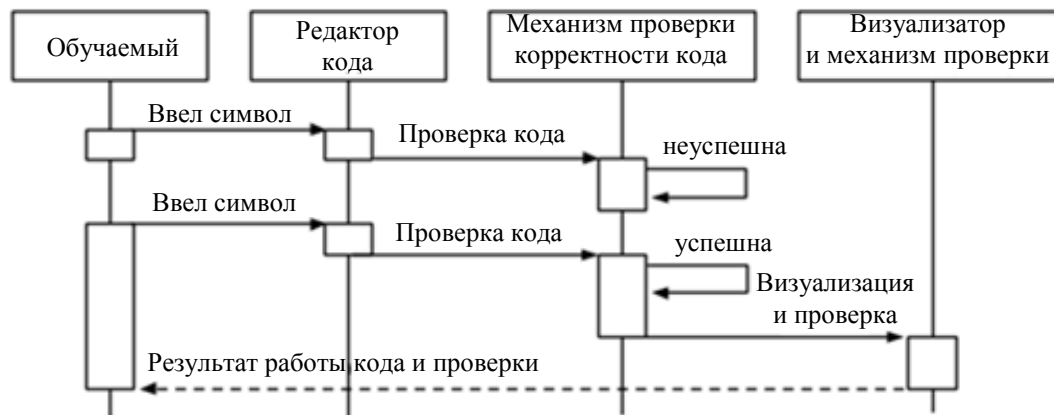 Обучаемый
Редактор
кода
Механизм проверки
корректности кода
Визуализатор
и механизм проверки
Ввел символ
Проверка кода
неуспешна
Ввел символ
Проверка кода
успешна
Визуализация
и проверка
Результат работы кода и проверки